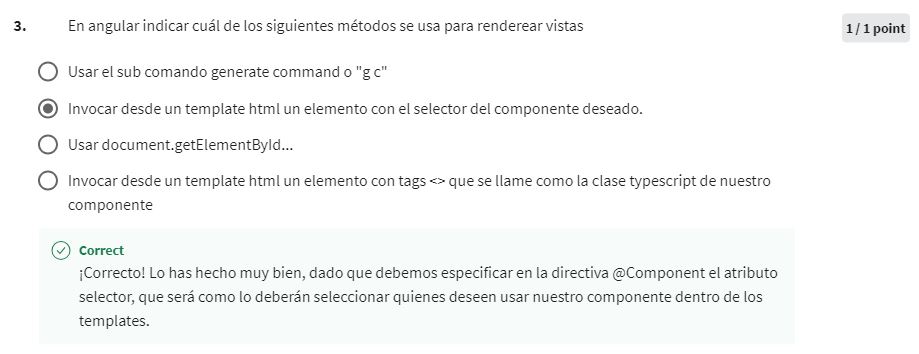 3. En angular indicar cuál de los siguientes métodos se usa para renderear vistas
1 / 1 point
Usar el sub comando generate command o "g c"
Invocar desde un template html un elemento con el selector del componente deseado.
Usar document.getElementById...
Invocar desde un template html un elemento con tags <> que se llame como la clase typescript de nuestro
componente
Correct
¡Correcto! Lo has hecho muy bien, dado que debemos especificar en la directiva @Component el atributo
selector, que será como lo deberán seleccionar quienes deseen usar nuestro componente dentro de los
templates.